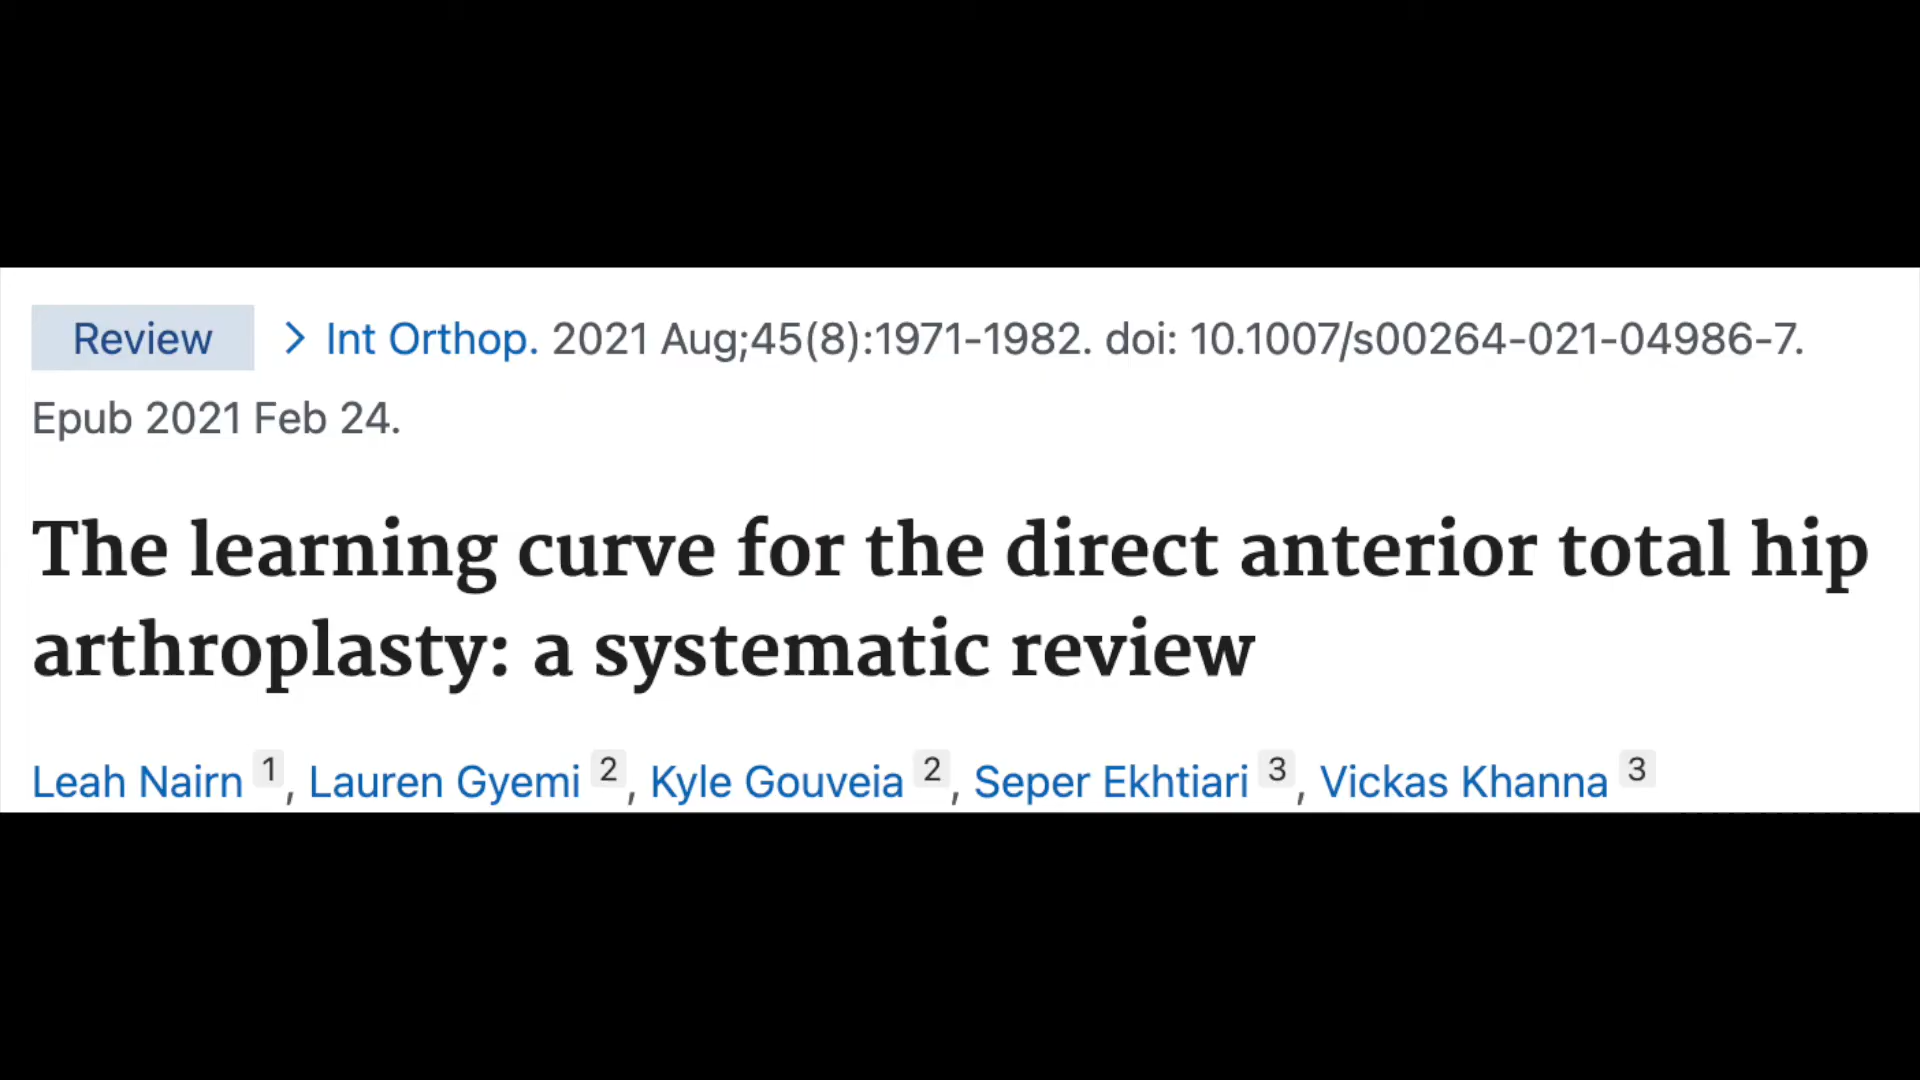 Review > Int Orthop. 2021 Aug;45(8):1971-1982. doi: 10.1007/s00264-021-04986-7.
Epub 2021 Feb 24.
The learning curve for the direct anterior total hip
arthroplasty: a systematic review
Leah Nairn 1, Lauren Gyemi 2, Kyle Gouveia 2, Seper Ekhtiari 3, Vickas Khanna 3